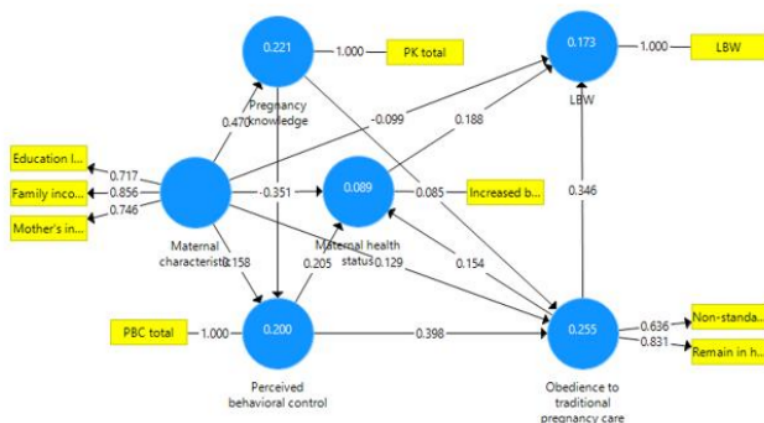 0.221
1.000
PK total
0.173
1.000
LBW
Pregnancy
knowledge
LBW
0.470
-0.099
0.188
Education l...
0.717
Family inco...
0.856
Mother's in...
0.746
-0.351
0.089
0.085
Increased b...
0.346
Maternal
characteristic
0.158
0.205
Maternal health
status
0.129
0.154
PBC total
1.000
0.200
0.398
0.255
0.636
Non-standa...
0.831
Remain in h...
Perceived
behavioral control
Obedience to
traditional
pregnancy care